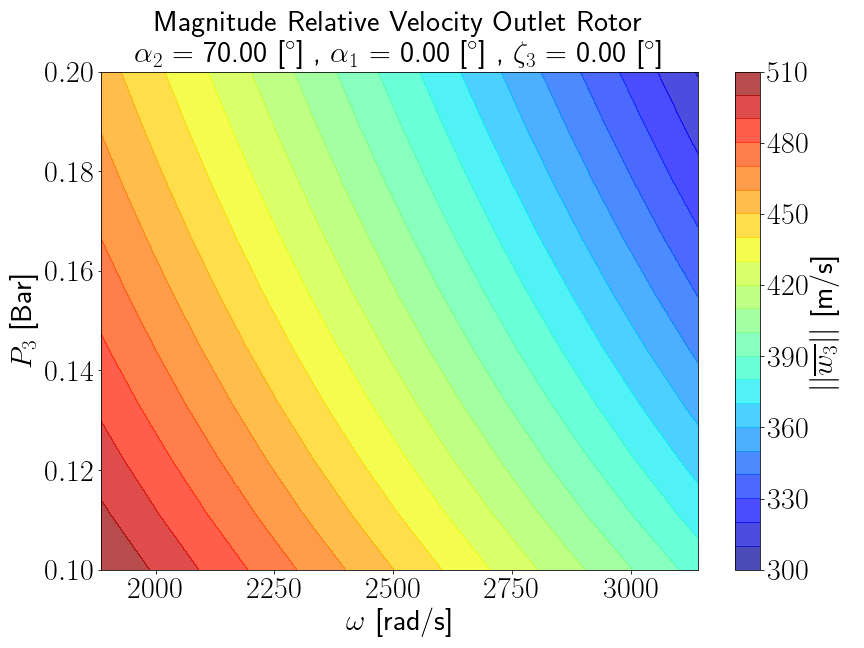 Magnitude Relative Velocity Outlet Rotor
α₂ = 70.00 [°] , α₁ = 0.00 [°] , ζ₃ = 0.00 [°]
0.20
0.18
0.16
0.14
0.12
0.10
P₃ [Bar]
2000 2250 2500 2750 3000
ω [rad/s]
510
480
450
420
390
360
330
300
||w̅₃|| [m/s]